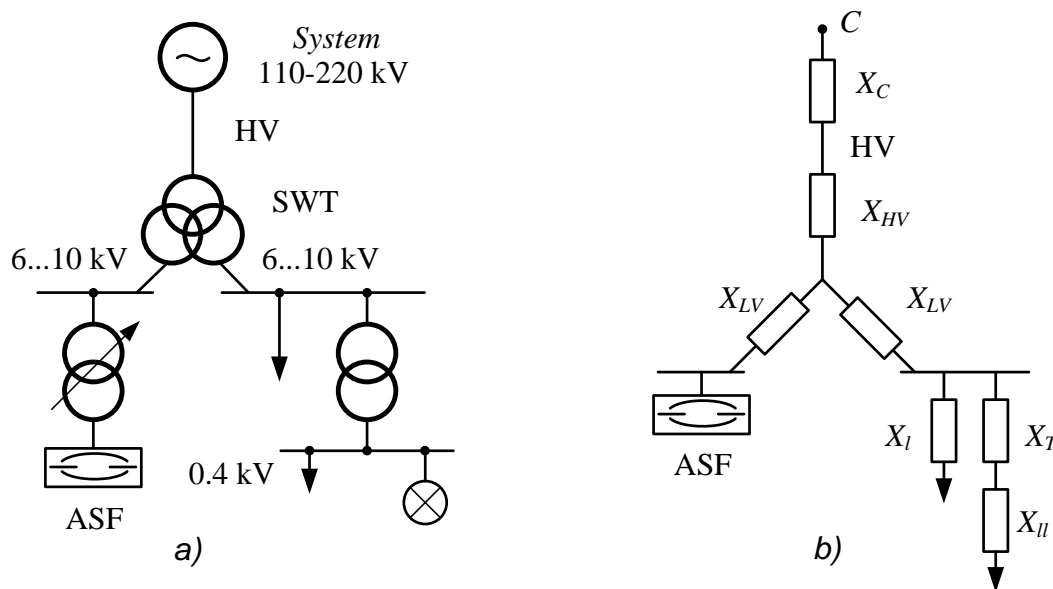 System
110-220 kV
HV
SWT
6...10 kV
6...10 kV
0.4 kV
ASF
a)
C
X_C
HV
X_HV
X_LV
X_LV
ASF
X_l
X_T
X_ll
b)